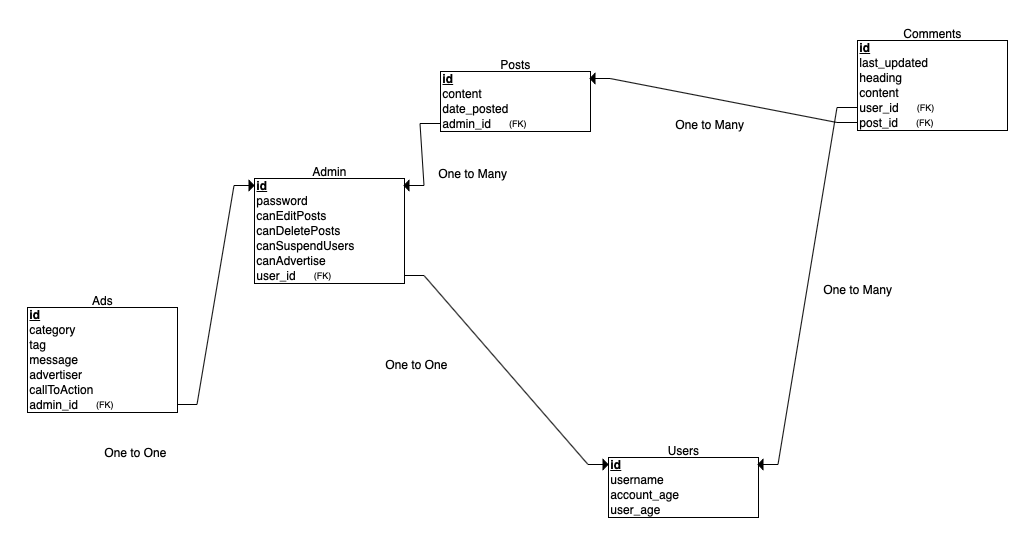 Comments
id
last_updated
heading
content
user_id (FK)
post_id (FK)
Posts
id
content
date_posted
admin_id (FK)
One to Many
One to Many
Admin
id
password
canEditPosts
canDeletePosts
canSuspendUsers
canAdvertise
user_id (FK)
One to Many
Ads
id
category
tag
message
advertiser
callToAction
admin_id (FK)
One to One
One to One
Users
id
username
account_age
user_age